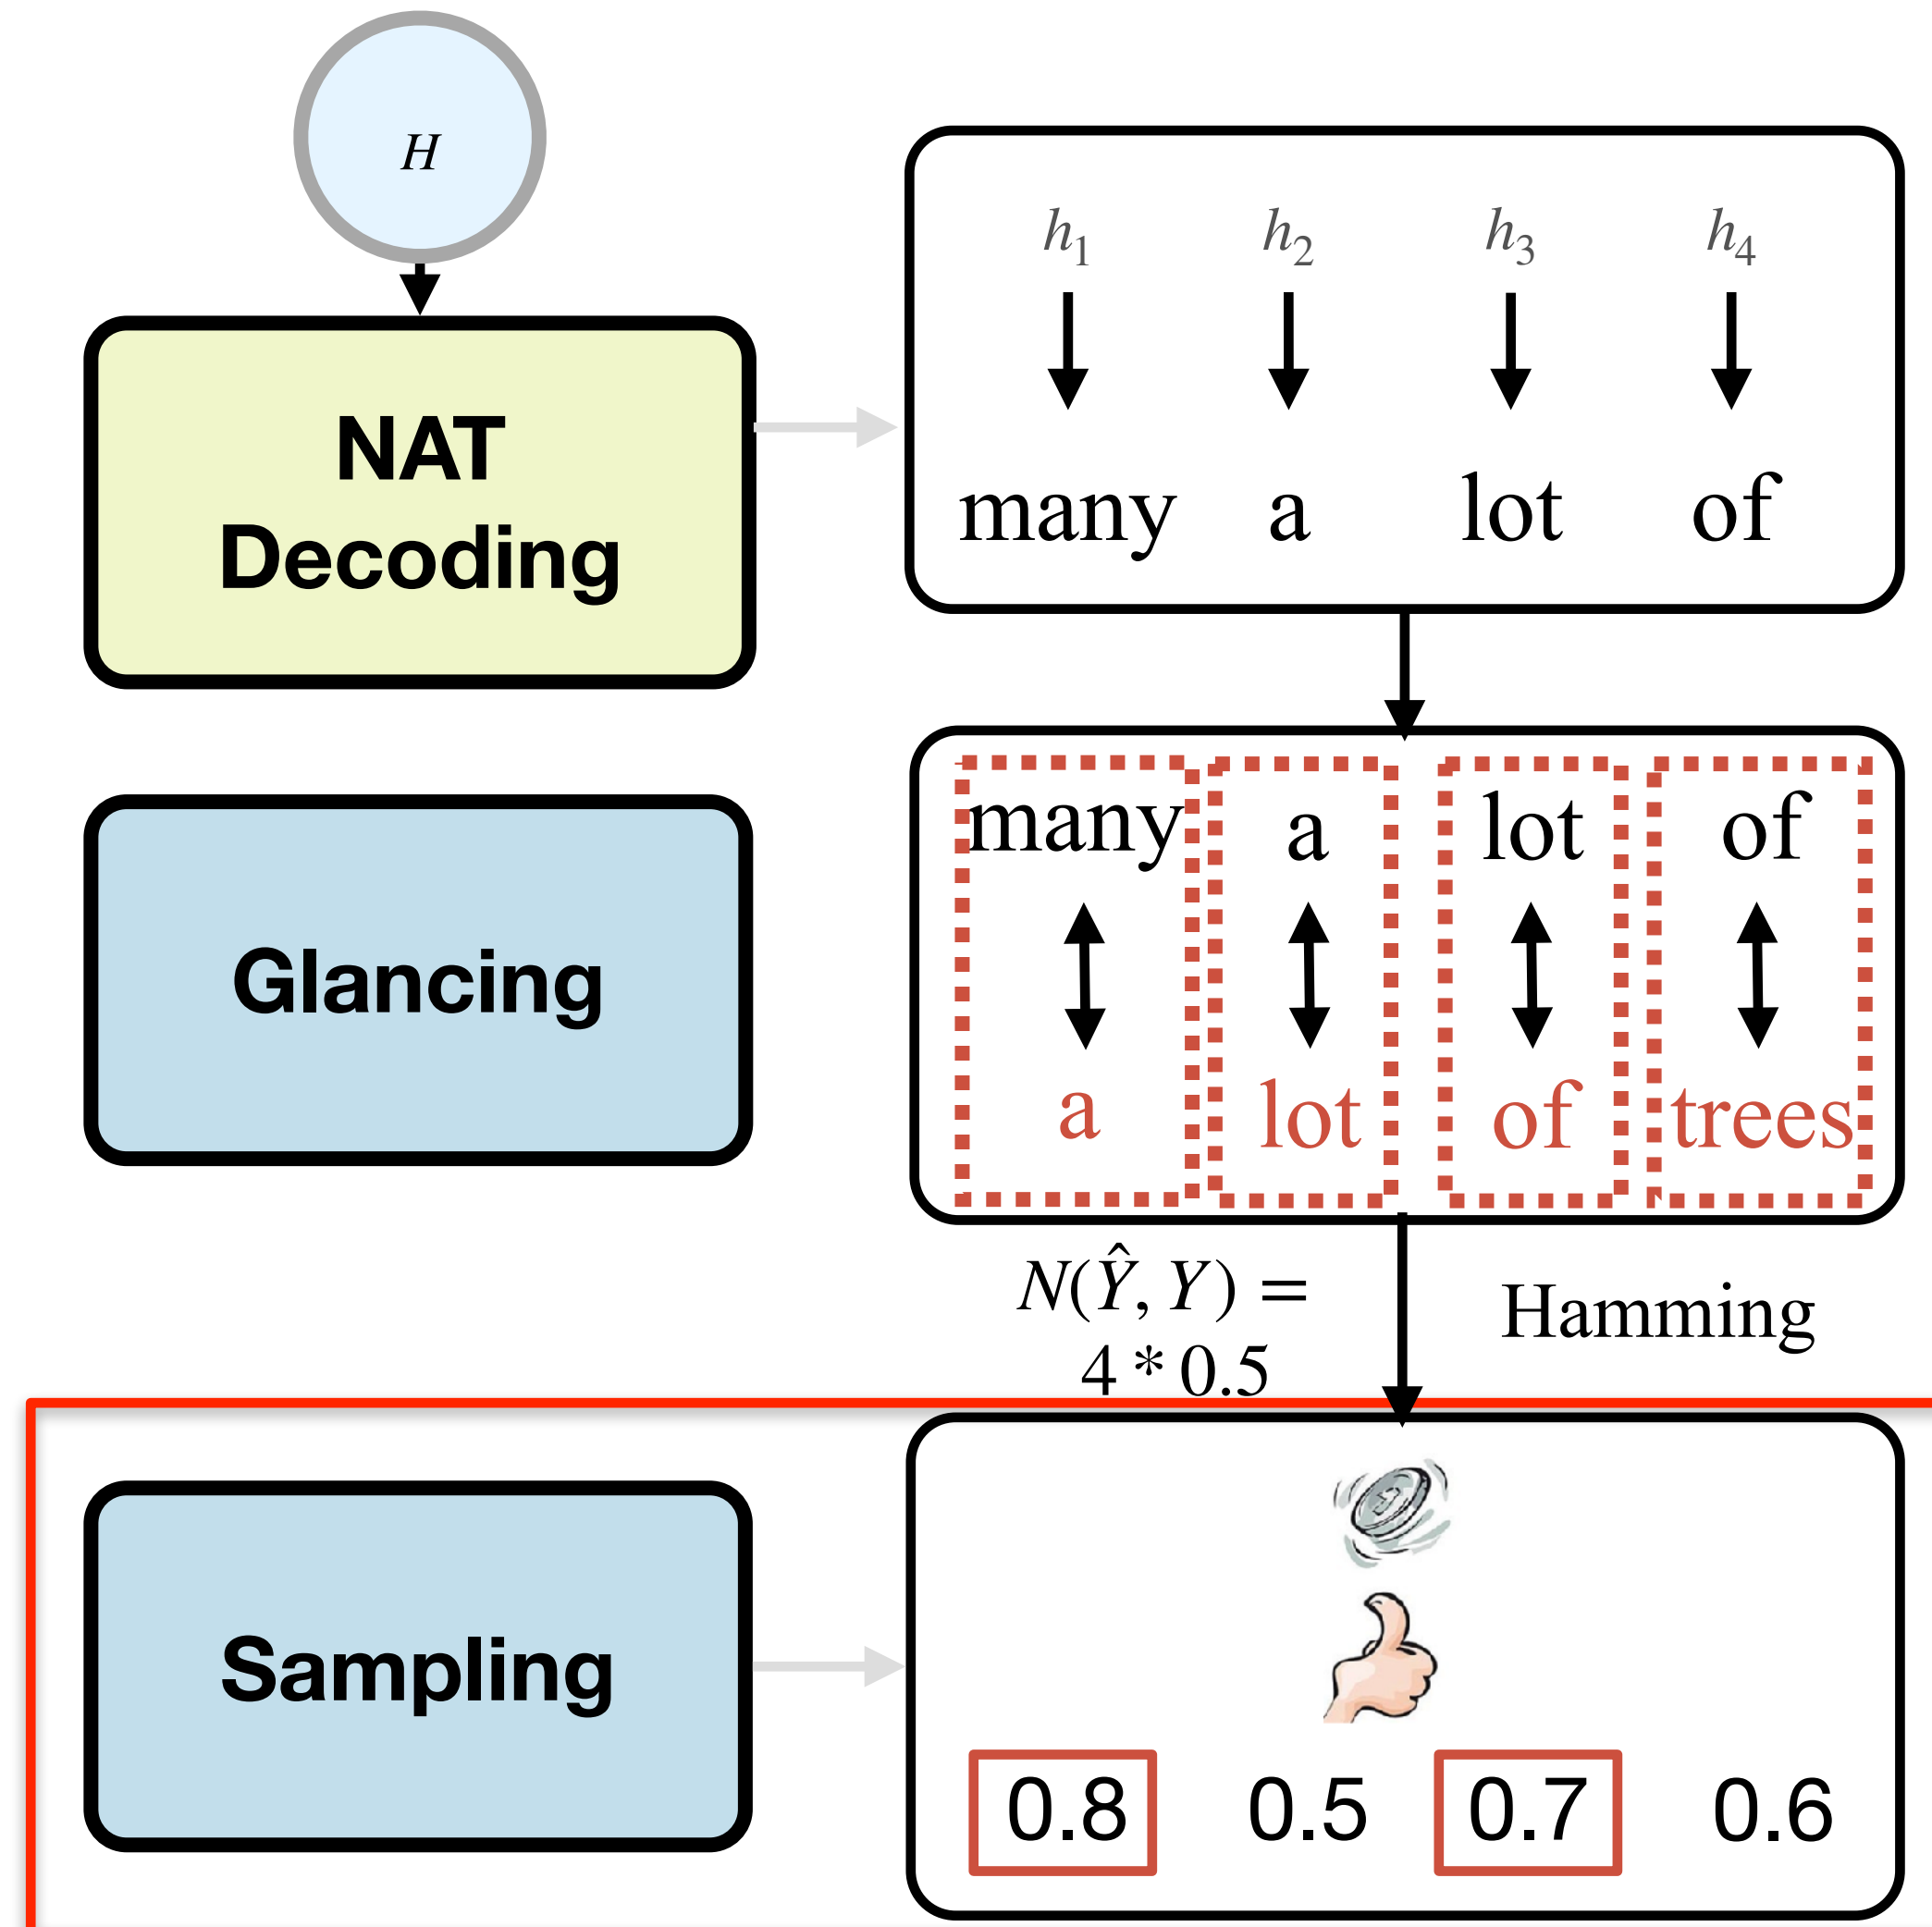 H
h₁ h₂ h₃ h₄
NAT
Decoding
many a lot of
many a lot of
Glancing
a lot of trees
N(Ŷ, Y) =
4 * 0.5
Hamming
Sampling
0.8 0.5 0.7 0.6